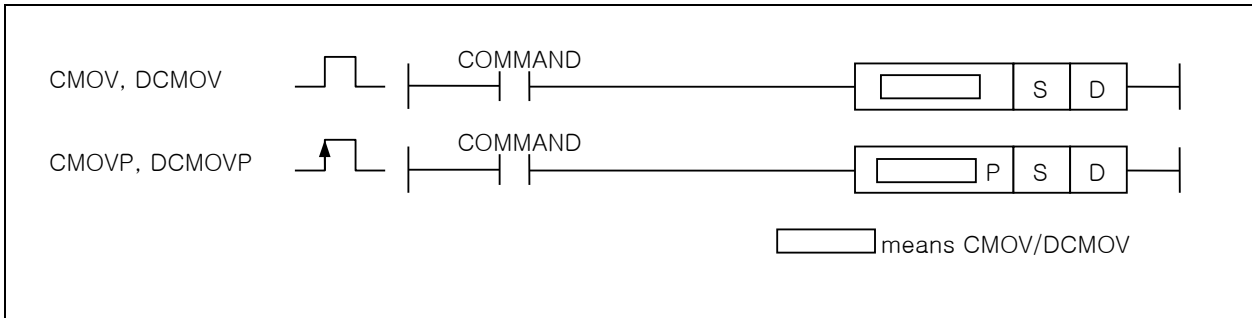 COMMAND
CMOV, DCMOV
S D
COMMAND
CMOVP, DCMOVP
P S D
means CMOV/DCMOV